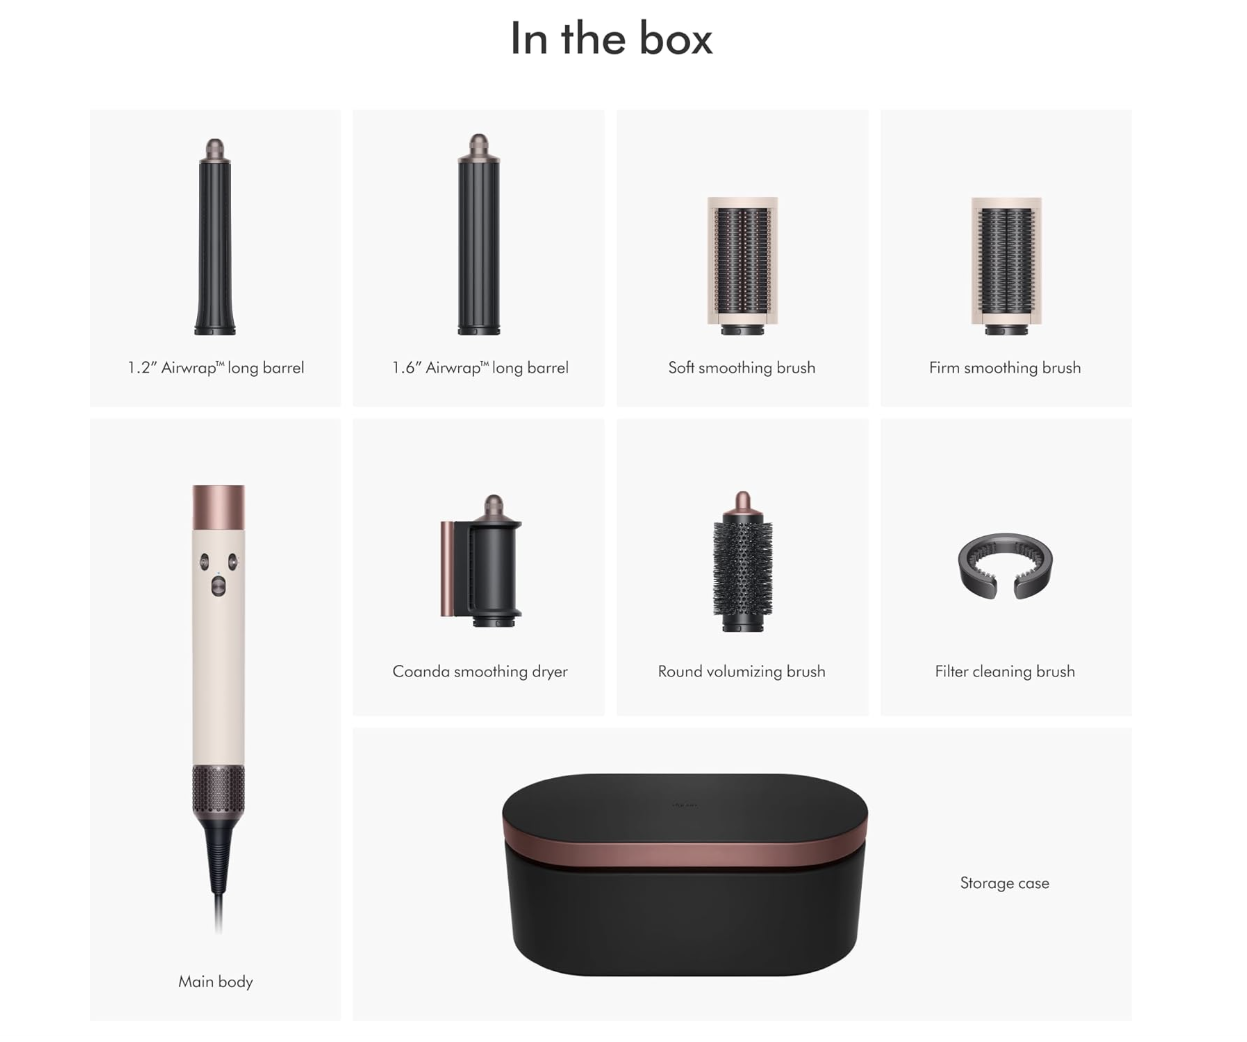 In the box
1.2” Airwrap™ long barrel
1.6” Airwrap™ long barrel
Soft smoothing brush
Firm smoothing brush
Main body
Coanda smoothing dryer
Round volumizing brush
Filter cleaning brush
Storage case